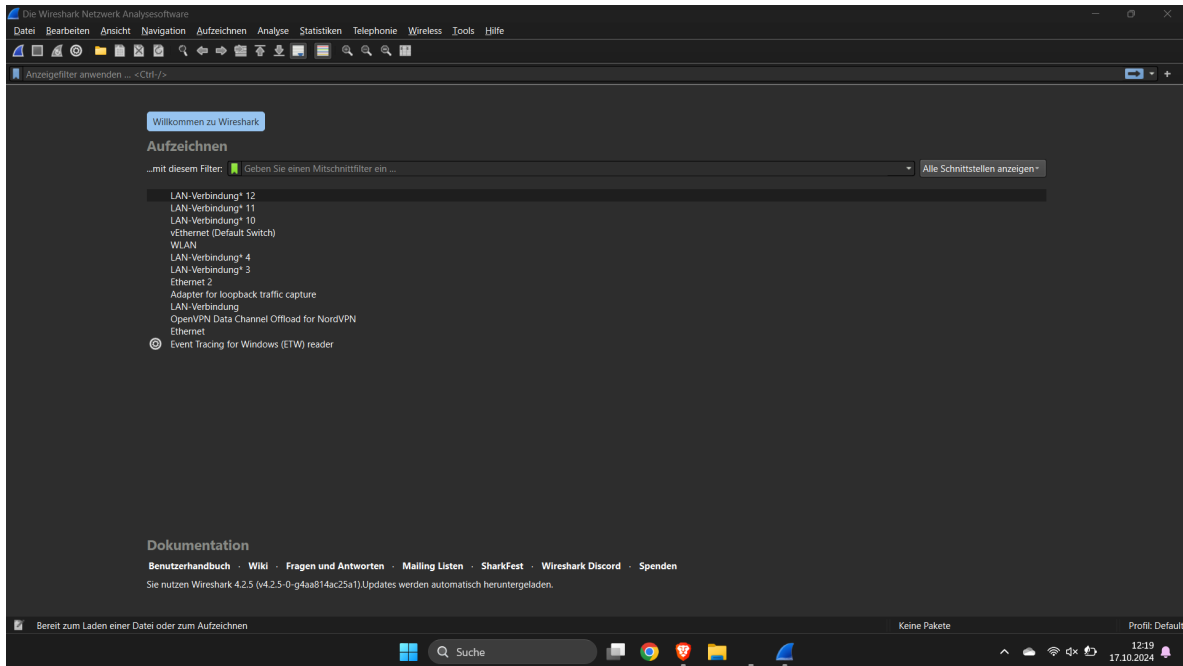 Die Wireshark Netzwerk Analysesoftware
Datei Bearbeiten Ansicht Navigation Aufzeichnen Analyse Statistiken Telephonie Wireless Tools Hilfe
Anzeigefilter anwenden ... <Ctrl-/>
Willkommen zu Wireshark
Aufzeichnen
...mit diesem Filter: Geben Sie einen Mitschnittfilter ein ... Alle Schnittstellen anzeigen
LAN-Verbindung* 12
LAN-Verbindung* 11
LAN-Verbindung* 10
vEthernet (Default Switch)
WLAN
LAN-Verbindung* 4
LAN-Verbindung* 3
Ethernet 2
Adapter for loopback traffic capture
LAN-Verbindung
OpenVPN Data Channel Offload for NordVPN
Ethernet
Event Tracing for Windows (ETW) reader
Dokumentation
Benutzerhandbuch · Wiki · Fragen und Antworten · Mailing Listen · SharkFest · Wireshark Discord · Spenden
Sie nutzen Wireshark 4.2.5 (v4.2.5-0-g4aa814ac25a1).Updates werden automatisch heruntergeladen.
Bereit zum Laden einer Datei oder zum Aufzeichnen Keine Pakete Profil: Default
Suche
12:19
17.10.2024